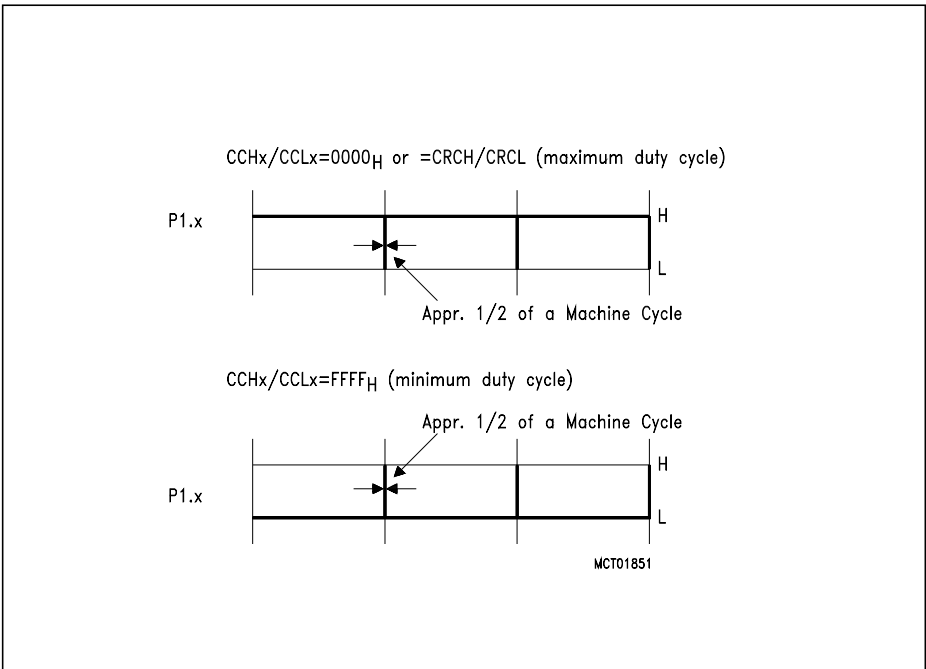 CCHx/CCLx=0000H or =CRCH/CRCL (maximum duty cycle)
P1.x
H
L
Appr. 1/2 of a Machine Cycle
CCHx/CCLx=FFFFH (minimum duty cycle)
Appr. 1/2 of a Machine Cycle
H
P1.x
L
MCT01851